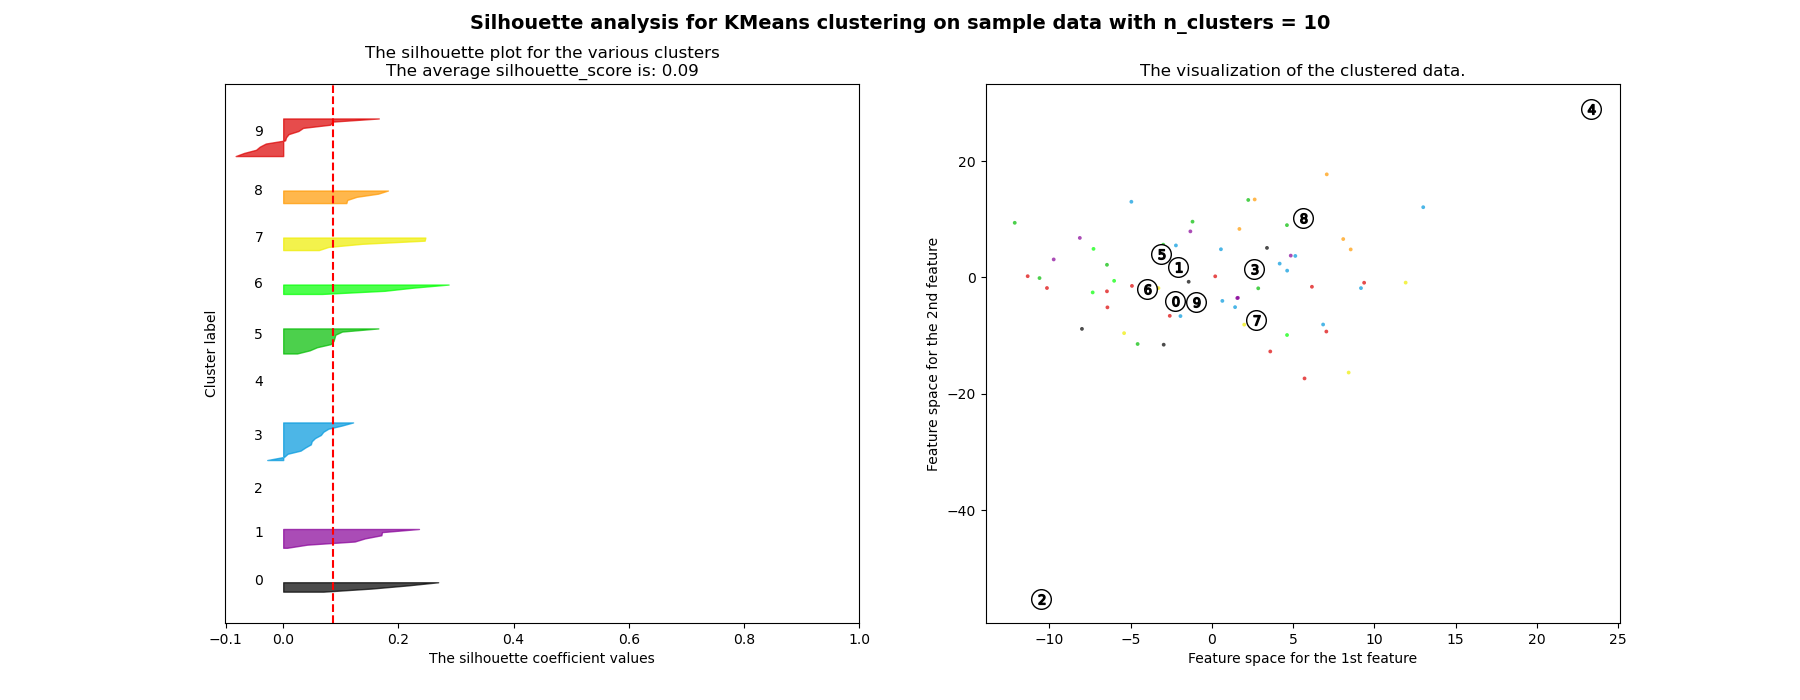 Silhouette analysis for KMeans clustering on sample data with n_clusters = 10
The silhouette plot for the various clusters
The average silhouette_score is: 0.09
9
8
7
6
5
4
3
2
1
0
Cluster label
−0.1 0.0 0.2 0.4 0.6 0.8 1.0
The silhouette coefficient values
The visualization of the clustered data.
4
8
5
1
3
6
0
9
7
2
20
0
−20
−40
Feature space for the 2nd feature
−10 −5 0 5 10 15 20 25
Feature space for the 1st feature